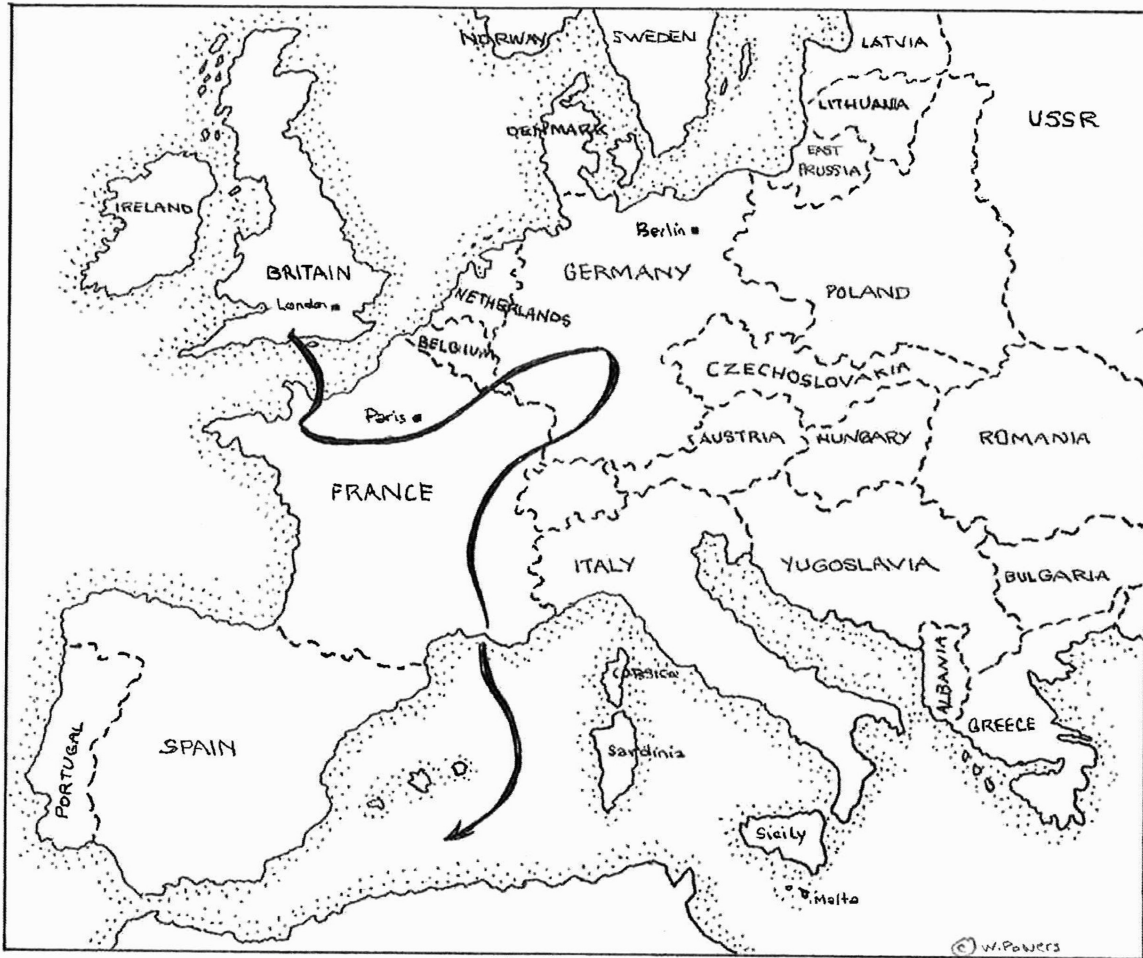 NORWAY
SWEDEN
LATVIA
LITHUANIA
USSR
DENMARK
EAST
PRUSSIA
IRELAND
Berlin
BRITAIN
GERMANY
London
NETHERLANDS
POLAND
BELGIUM
CZECHOSLOVAKIA
Paris
AUSTRIA
HUNGARY
ROMANIA
FRANCE
ITALY
YUGOSLAVIA
BULGARIA
Corsica
ALBANIA
PORTUGAL
SPAIN
Sardinia
GREECE
Sicily
Malta
© W.Powers